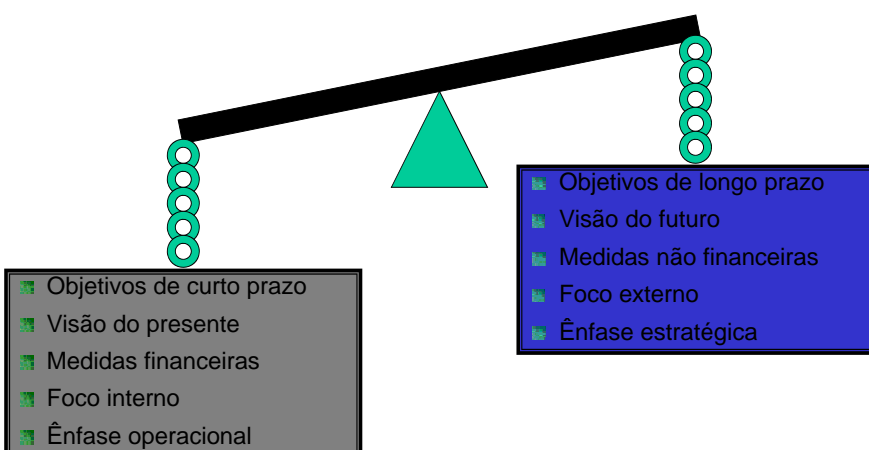 Objetivos de longo prazo
Visão do futuro
Medidas não financeiras
Foco externo
Ênfase estratégica
Objetivos de curto prazo
Visão do presente
Medidas financeiras
Foco interno
Ênfase operacional